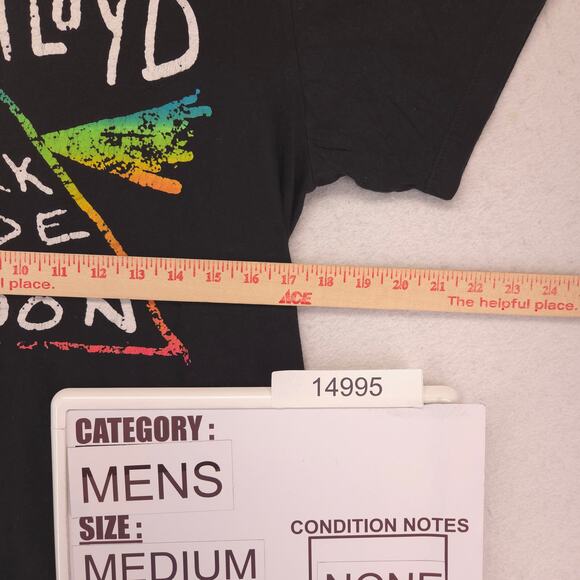 LOYD
RK
DE
OON
10 11 12 13 14 15 16 17 18 19 20 21 22 23 24
l place.
ACE
The helpful place.
14995
CATEGORY :
MENS
SIZE :
MEDIUM
CONDITION NOTES
NONE